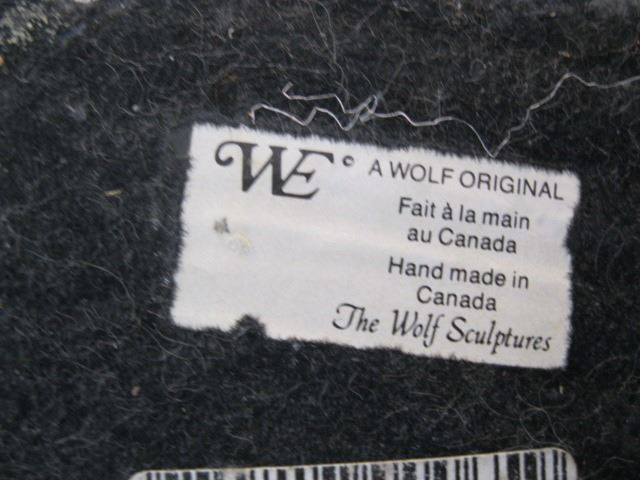 WE° A WOLF ORIGINAL
Fait à la main
au Canada
Hand made in
Canada
The Wolf Sculptures